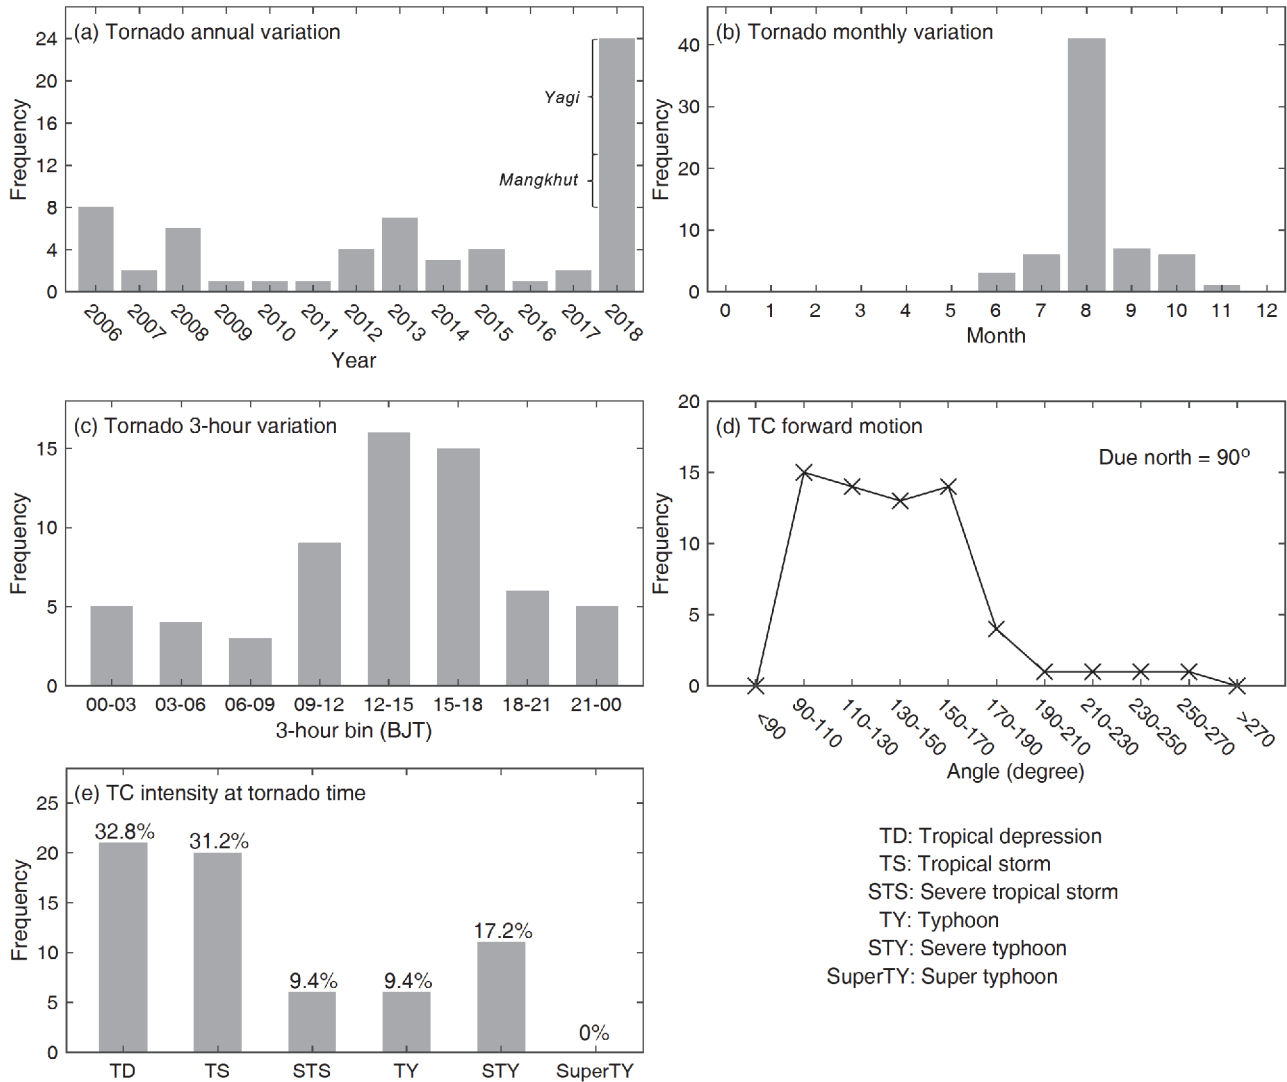 (a) Tornado annual variation
Frequency
24
20
16
12
8
4
0
Yagi
Mangkhut
2006 2007 2008 2009 2010 2011 2012 2013 2014 2015 2016 2017 2018
Year
(b) Tornado monthly variation
Frequency
40
30
20
10
0
0 1 2 3 4 5 6 7 8 9 10 11 12
Month
(c) Tornado 3-hour variation
Frequency
15
10
5
0
00-03 03-06 06-09 09-12 12-15 15-18 18-21 21-00
3-hour bin (BJT)
(d) TC forward motion
Due north = 90°
Frequency
20
15
10
5
0
<90 90-110 110-130 130-150 150-170 170-190 190-210 210-230 230-250 250-270 >270
Angle (degree)
(e) TC intensity at tornado time
Frequency
25
20
15
10
5
0
32.8% 31.2% 9.4% 9.4% 17.2% 0%
TD TS STS TY STY SuperTY
TD: Tropical depression
TS: Tropical storm
STS: Severe tropical storm
TY: Typhoon
STY: Severe typhoon
SuperTY: Super typhoon